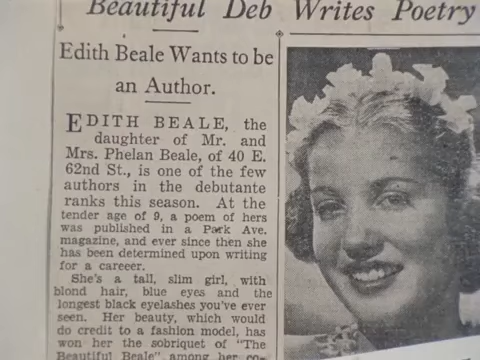 Beautiful Deb Writes Poetry
Edith Beale Wants to be
an Author.
EDITH BEALE, the
daughter of Mr. and
Mrs. Phelan Beale, of 40 E.
62nd St., is one of the few
authors in the debutante
ranks this season. At the
tender age of 9, a poem of hers
was published in a Park Ave.
magazine, and ever since then she
has been determined upon writing
for a careeer.
She's a tall, slim girl, with
blond hair, blue eyes and the
longest black eyelashes you've ever
seen. Her beauty, which would
do credit to a fashion model, has
won her the sobriquet of "The
Beautiful Beale" among her co-